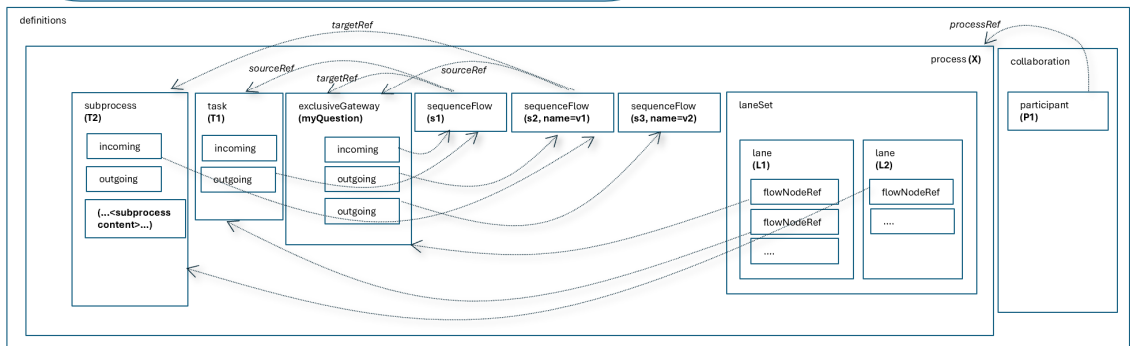 definitions
targetRef
processRef
process (X)
collaboration
sourceRef
targetRef
sourceRef
subprocess
(T2)
incoming
outgoing
(...<subprocess
content>...)
task
(T1)
incoming
outgoing
exclusiveGateway
(myQuestion)
incoming
outgoing
outgoing
sequenceFlow
(s1)
sequenceFlow
(s2, name=v1)
sequenceFlow
(s3, name=v2)
laneSet
lane
(L1)
flowNodeRef
flowNodeRef
....
lane
(L2)
flowNodeRef
....
participant
(P1)